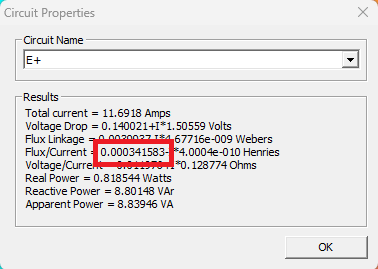 Circuit Properties
Circuit Name
E+
Results
Total current = 11.6918 Amps
Voltage Drop = 0.140021+I*1.50559 Volts
Flux Linkage = 0.0039937-I*4.67716e-009 Webers
Flux/Current = 0.000341583-I*4.0004e-010 Henries
Voltage/Current = 0.011976+I*0.128774 Ohms
Real Power = 0.818544 Watts
Reactive Power = 8.80148 VAr
Apparent Power = 8.83946 VA
OK